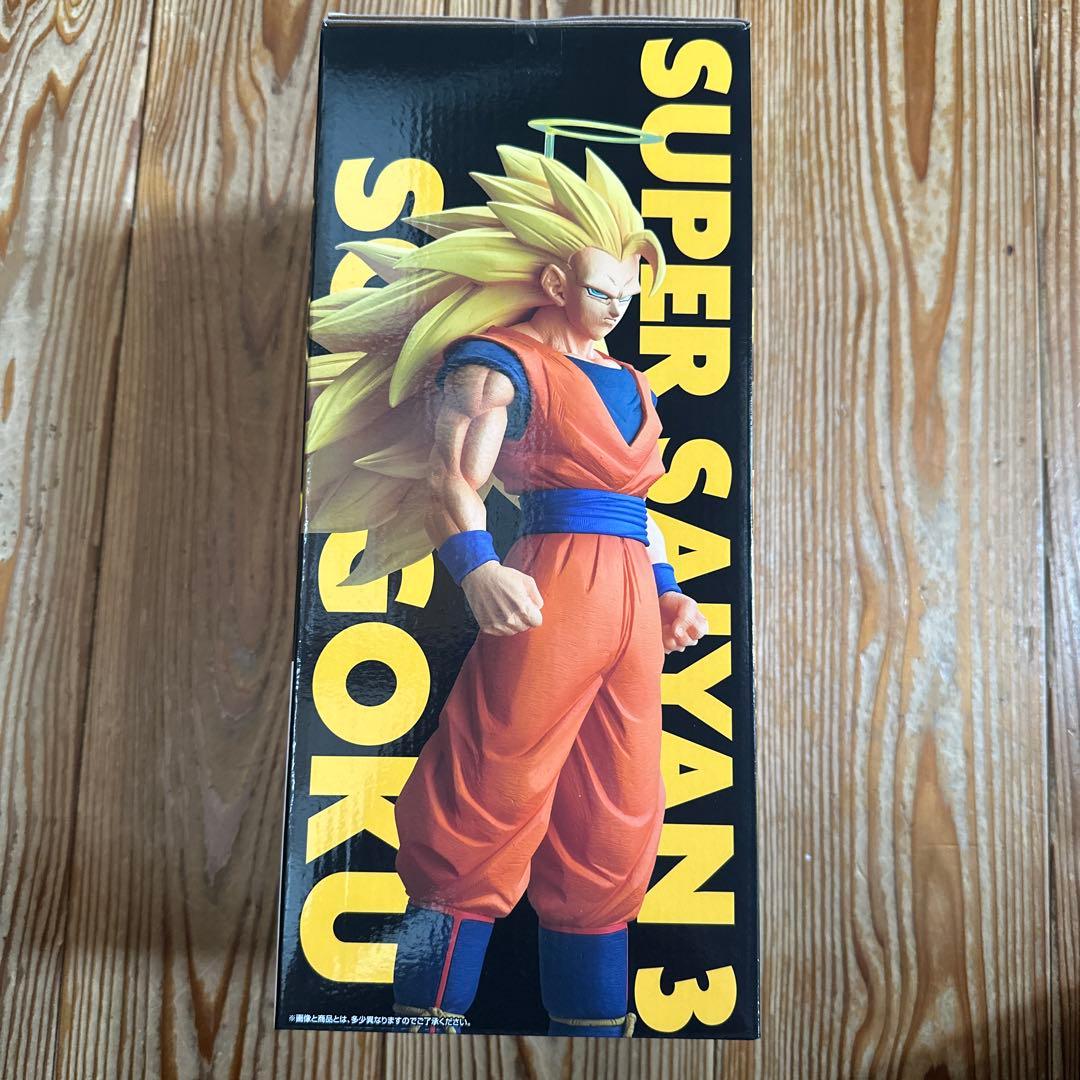 SUPER SAIYAN 3
SO GOKU
※画像と商品とは、多少異なりますのでご了承ください。